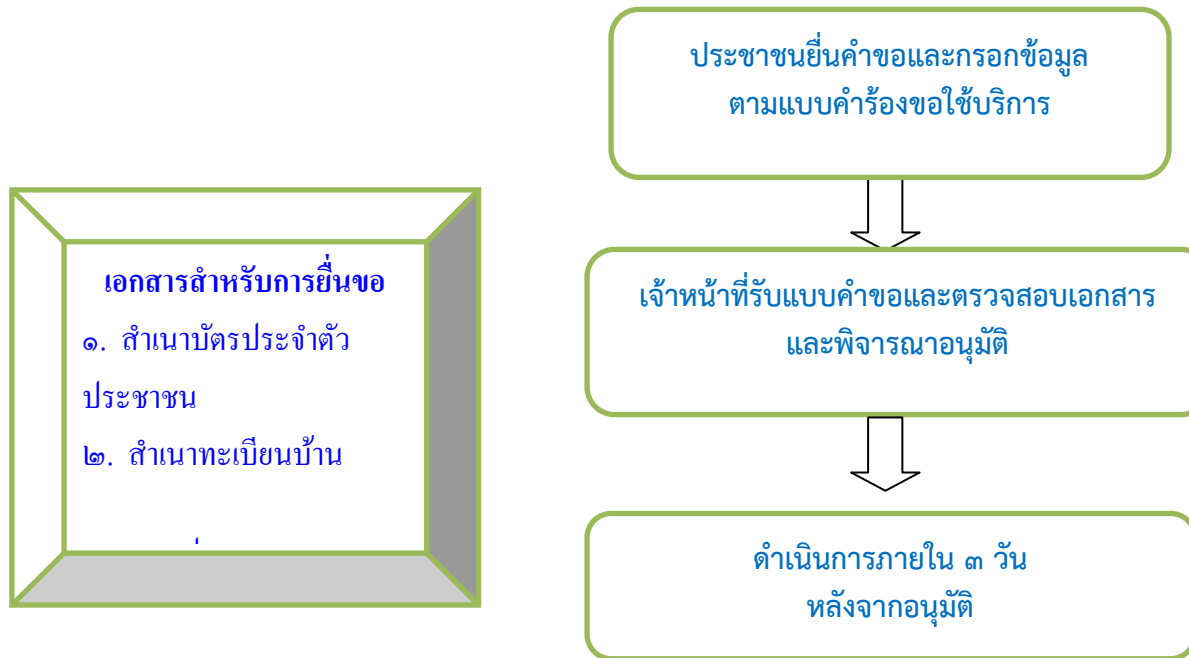 ประชาชนยื่นคำขอและกรอกข้อมูล
ตามแบบคำร้องขอใช้บริการ
เอกสารสำหรับการยื่นขอ
๑. สำเนาบัตรประจำตัว
ประชาชน
๒. สำเนาทะเบียนบ้าน
เจ้าหน้าที่รับแบบคำขอและตรวจสอบเอกสาร
และพิจารณาอนุมัติ
ดำเนินการภายใน ๓ วัน
หลังจากอนุมัติ